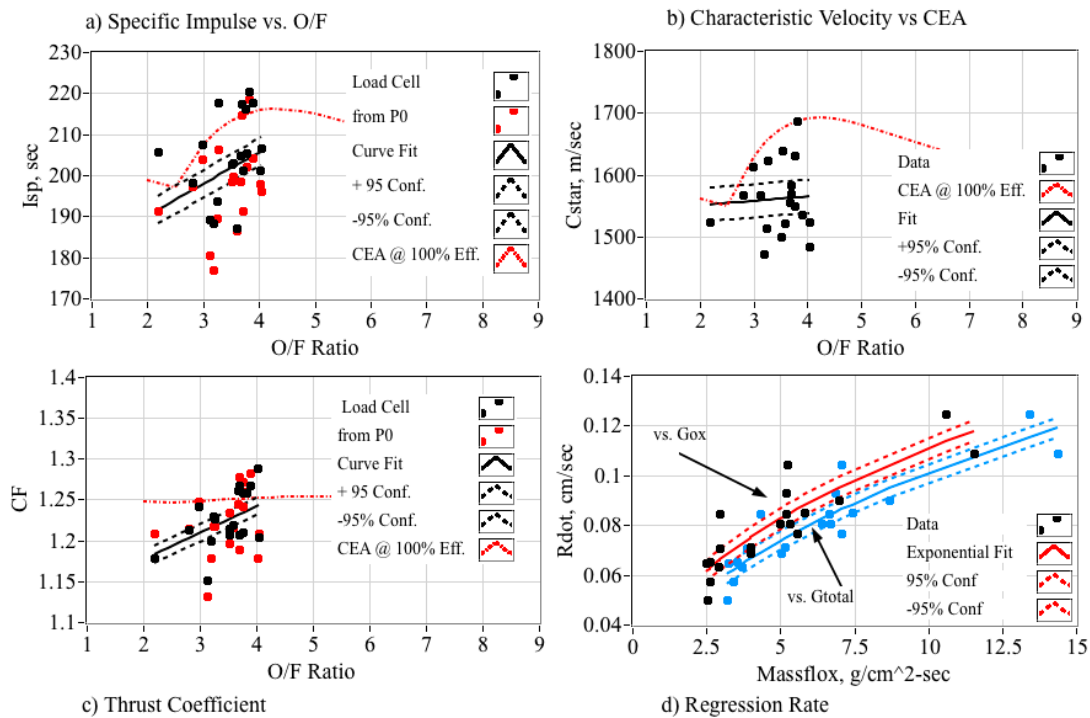 a) Specific Impulse vs. O/F
230
220
210
200
190
180
170
Isp, sec
1 2 3 4 5 6 7 8 9
O/F Ratio
Load Cell
from P0
Curve Fit
+ 95 Conf.
-95% Conf.
CEA @ 100% Eff.
b) Characteristic Velocity vs CEA
1800
1700
1600
1500
1400
Cstar, m/sec
1 2 3 4 5 6 7 8 9
O/F Ratio
Data
CEA @ 100% Eff.
Fit
+95% Conf.
-95% Conf.
1.4
1.35
1.3
1.25
1.2
1.15
1.1
CF
1 2 3 4 5 6 7 8 9
O/F Ratio
Load Cell
from P0
Curve Fit
+ 95 Conf.
-95% Conf.
CEA @ 100% Eff.
c) Thrust Coefficient
0.14
0.12
0.1
0.08
0.06
0.04
Rdot, cm/sec
vs. Gox
vs. Gtotal
Data
Exponential Fit
95% Conf
-95% Conf
2.5 5 7.5 10 12.5 15
Massflox, g/cm^2-sec
d) Regression Rate